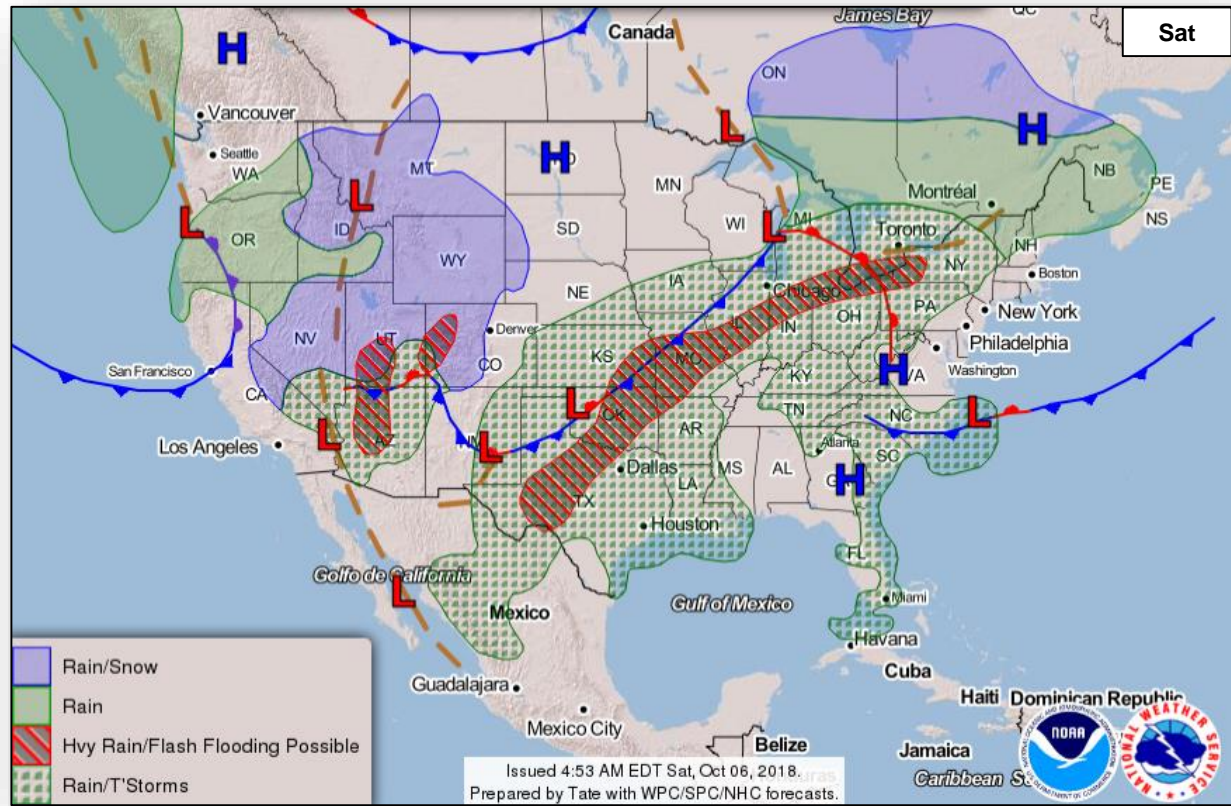 James Bay
QC
Sat
Canada
H
ON
Vancouver
L
H
Seattle
WA
MT
H
MN
NB
PE
Montréal
NS
L
ID
L
WI
L
MI
OR
SD
Toronto
NH
WY
NE
IA
NY
Boston
Chicago
PA
New York
NV
UT
Denver
IL
IN
OH
Philadelphia
San Francisco
CO
KS
MO
KY
H
VA
Washington
CA
L
OK
TN
NC
L
Los Angeles
L
AZ
NM
L
AR
Atlanta
SC
Dallas
MS
AL
GA
H
TX
LA
Houston
FL
Golfo de California
L
Mexico
Gulf of Mexico
Miami
Havana
Cuba
Guadalajara
Haiti
Dominican Republic
Mexico City
Belize
Jamaica
Caribbean
Rain/Snow
Rain
Hvy Rain/Flash Flooding Possible
Rain/T'Storms
Issued 4:53 AM EDT Sat, Oct 06, 2018.
Prepared by Tate with WPC/SPC/NHC forecasts.
NOAA
NATIONAL WEATHER SERVICE